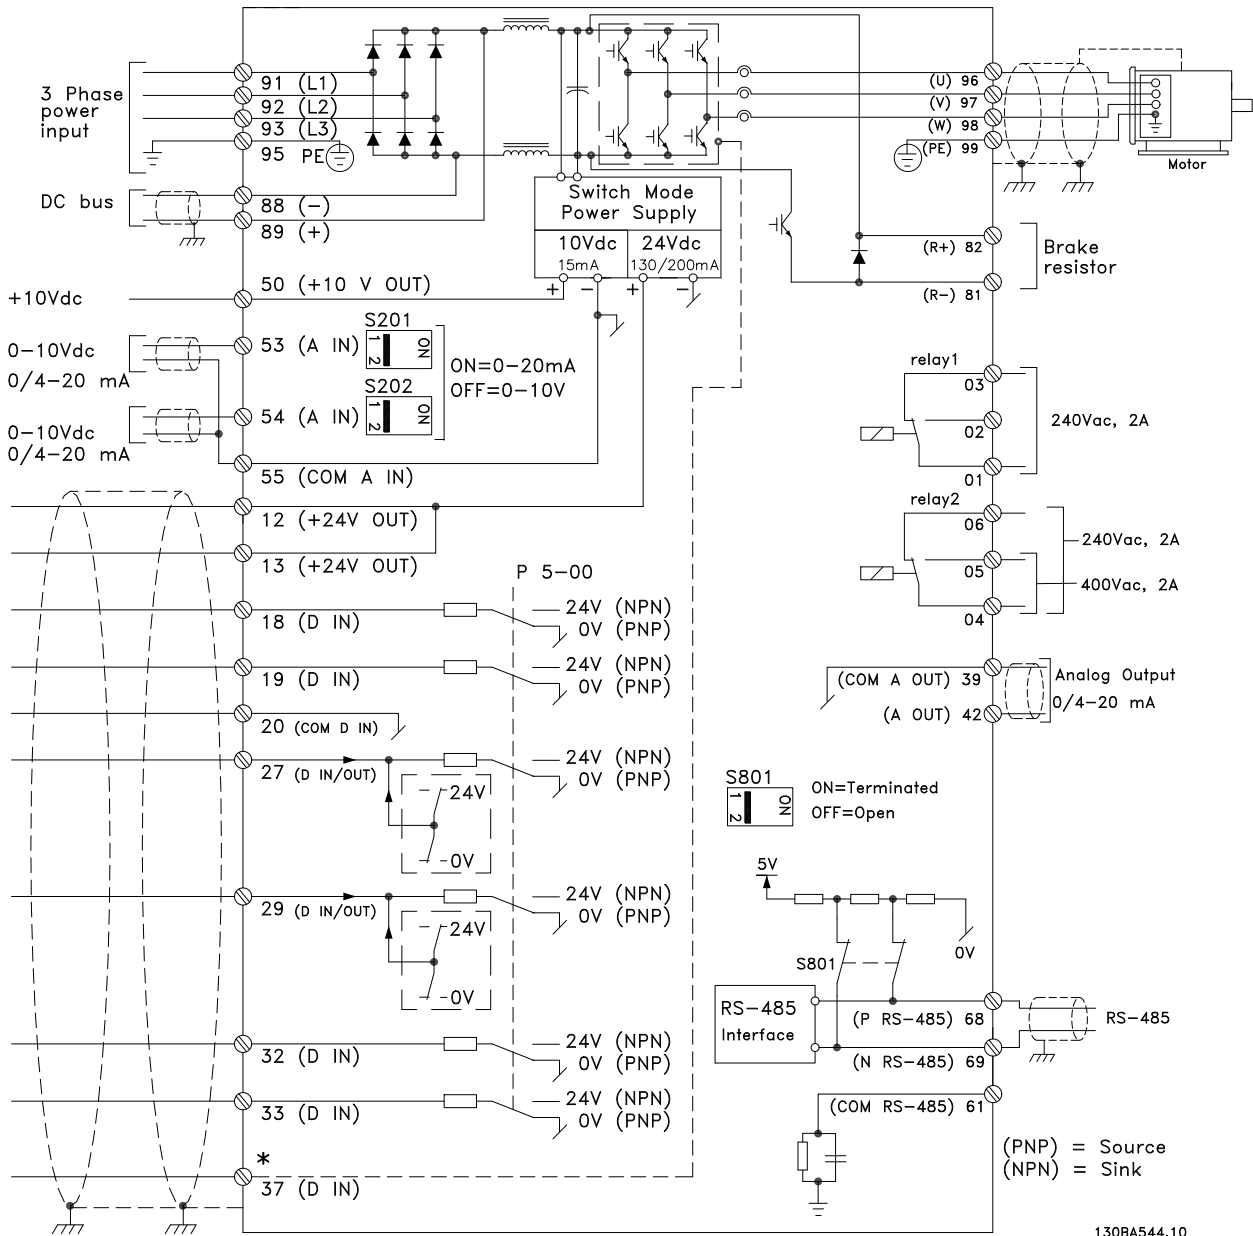 3 Phase
power
input
91 (L1)
92 (L2)
93 (L3)
95 PE
DC bus
88 (−)
89 (+)
Switch Mode
Power Supply
10Vdc
15mA
24Vdc
130/200mA
+ − + −
(U) 96
(V) 97
(W) 98
(PE) 99
Motor
(R+) 82
(R−) 81
Brake
resistor
+10Vdc
50 (+10 V OUT)
0−10Vdc
0/4−20 mA
53 (A IN)
S201
1 2
ON
ON=0−20mA
OFF=0−10V
0−10Vdc
0/4−20 mA
54 (A IN)
S202
1 2
ON
55 (COM A IN)
12 (+24V OUT)
13 (+24V OUT)
relay1
03
02
01
240Vac, 2A
relay2
06
05
04
240Vac, 2A
400Vac, 2A
P 5−00
18 (D IN)
24V (NPN)
0V (PNP)
19 (D IN)
24V (NPN)
0V (PNP)
20 (COM D IN)
27 (D IN/OUT)
24V (NPN)
0V (PNP)
24V
0V
29 (D IN/OUT)
24V (NPN)
0V (PNP)
24V
0V
32 (D IN)
24V (NPN)
0V (PNP)
33 (D IN)
24V (NPN)
0V (PNP)
*
37 (D IN)
(COM A OUT) 39
(A OUT) 42
Analog Output
0/4−20 mA
S801
1 2
ON
ON=Terminated
OFF=Open
5V
S801
0V
RS−485
Interface
(P RS−485) 68
(N RS−485) 69
RS−485
(COM RS−485) 61
(PNP) = Source
(NPN) = Sink
130BA544.10